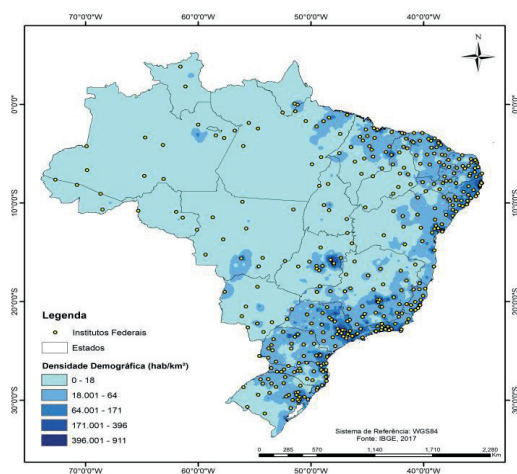 70°0'0"W 60°0'0"W 50°0'0"W 40°0'0"W
N
0°0'0"
0°0'0"
10°0'0"S
10°0'0"S
20°0'0"S
20°0'0"S
30°0'0"S
30°0'0"S
Legenda
Institutos Federais
Estados
Densidade Demográfica (hab/km²)
0 - 18
18.001 - 64
64.001 - 171
171.001 - 396
396.001 - 911
Sistema de Referência: WGS84
Fonte: IBGE, 2017
0 285 570 1,140 1,710 2,280
Km
70°0'0"W 60°0'0"W 50°0'0"W 40°0'0"W